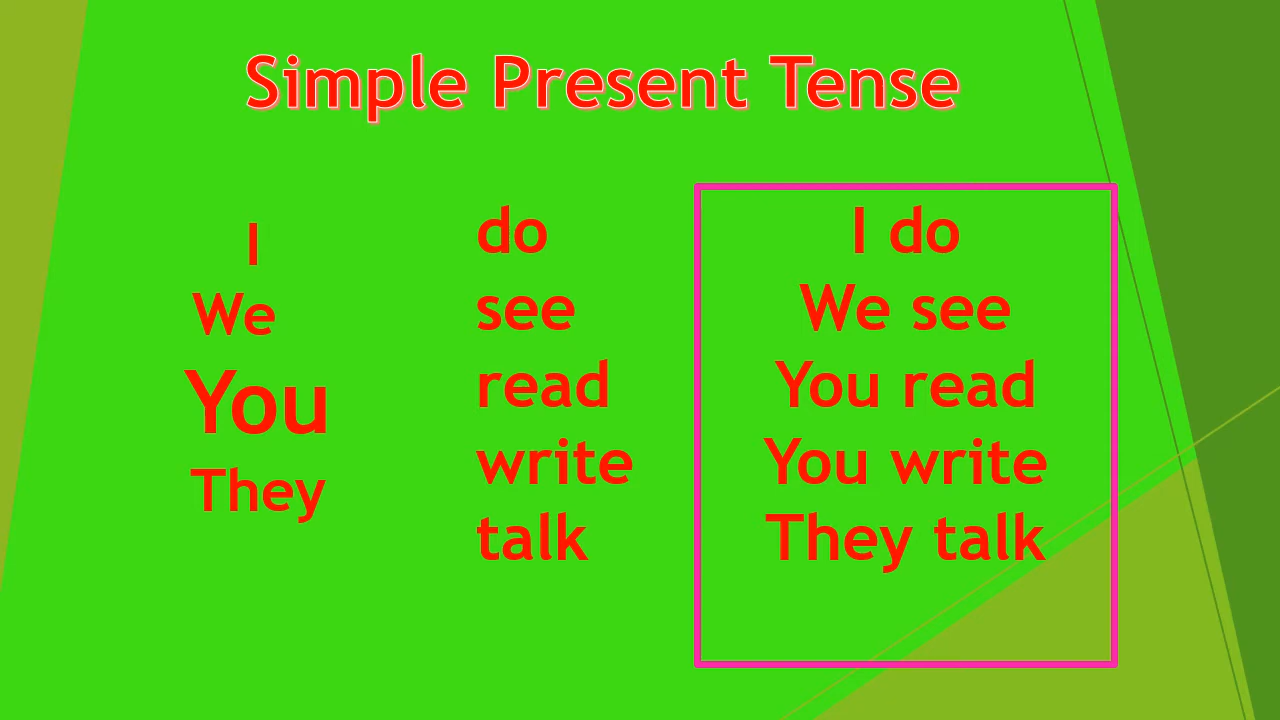 Simple Present Tense
I
We
You
They
do
see
read
write
talk
I do
We see
You read
You write
They talk